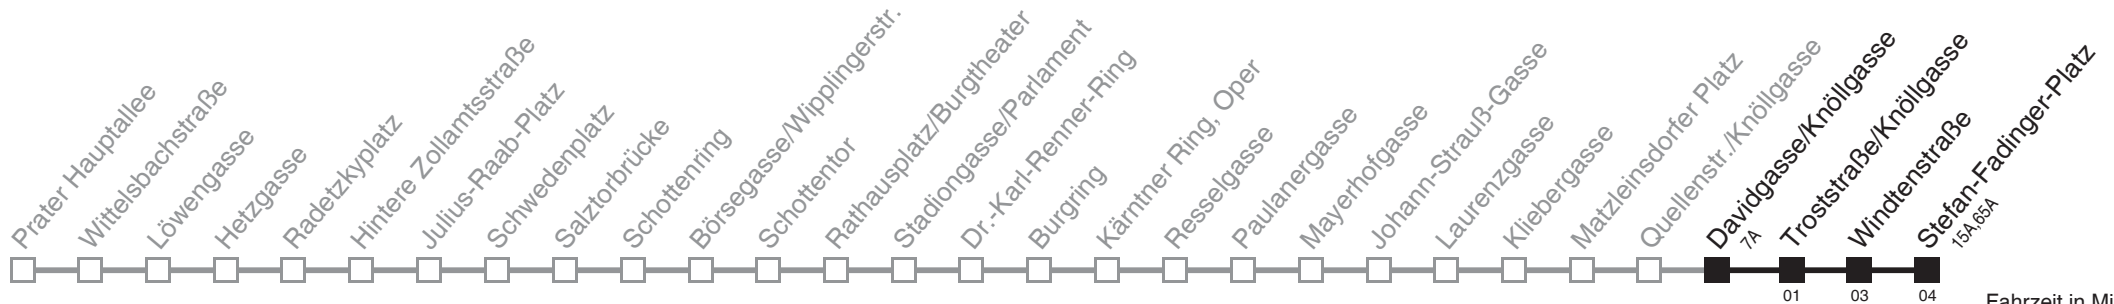 Prater Hauptallee
Wittelsbachstraße
Löwengasse
Hetzgasse
Radetzkyplatz
Hintere Zollamtsstraße
Julius-Raab-Platz
Schwedenplatz
Salztorbrücke
Schottenring
Börsegasse/Wipplingerstr.
Schottentor
Rathausplatz/Burgtheater
Stadiongasse/Parlament
Dr.-Karl-Renner-Ring
Burgring
Kärntner Ring, Oper
Resselgasse
Paulanergasse
Mayerhofgasse
Johann-Strauß-Gasse
Laurenzgasse
Kliebergasse
Matzleinsdorfer Platz
Quellenstr./Knöllgasse
Davidgasse/Knöllgasse
7A
Troststraße/Knöllgasse
Windtenstraße
Stefan-Fadinger-Platz
15A,65A
01 03 04
Fahrzeit in